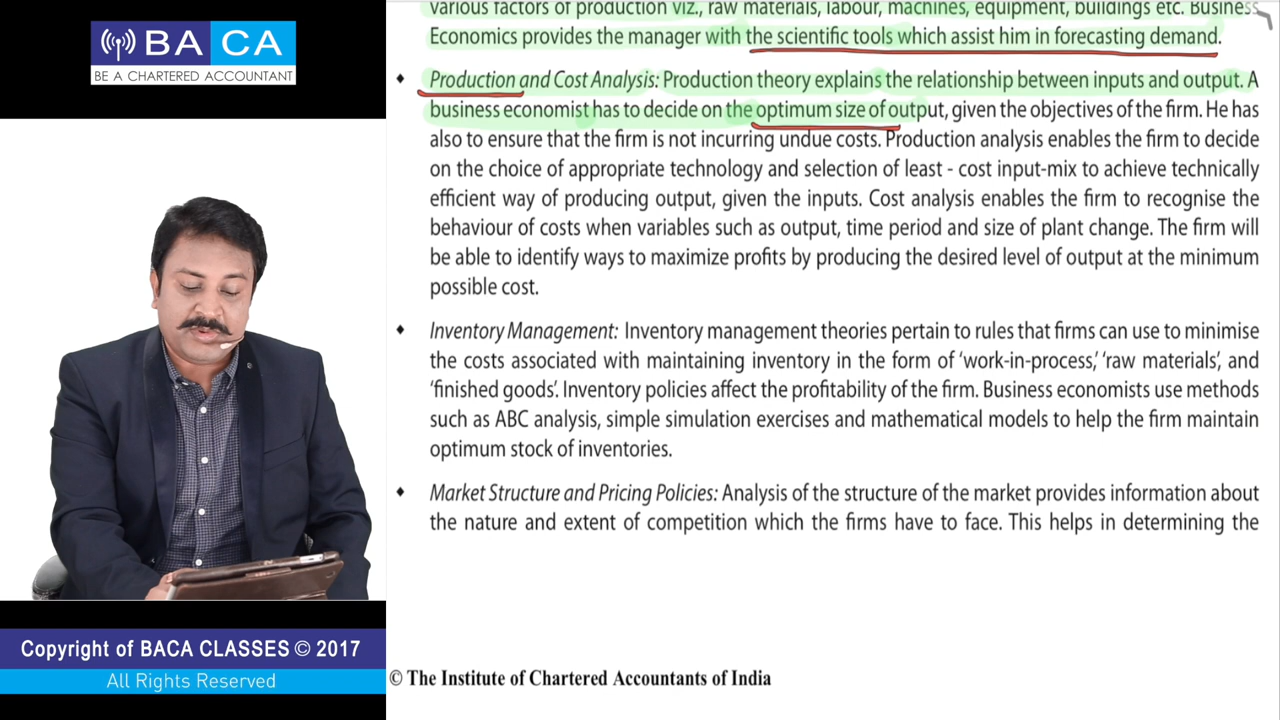 BA CA
BE A CHARTERED ACCOUNTANT
various factors of production viz., raw materials, labour, machines, equipment, buildings etc. Business
Economics provides the manager with the scientific tools which assist him in forecasting demand.
♦ Production and Cost Analysis: Production theory explains the relationship between inputs and output. A
business economist has to decide on the optimum size of output, given the objectives of the firm. He has
also to ensure that the firm is not incurring undue costs. Production analysis enables the firm to decide
on the choice of appropriate technology and selection of least - cost input-mix to achieve technically
efficient way of producing output, given the inputs. Cost analysis enables the firm to recognise the
behaviour of costs when variables such as output, time period and size of plant change. The firm will
be able to identify ways to maximize profits by producing the desired level of output at the minimum
possible cost.
♦ Inventory Management: Inventory management theories pertain to rules that firms can use to minimise
the costs associated with maintaining inventory in the form of ‘work-in-process,’ ‘raw materials’, and
‘finished goods’. Inventory policies affect the profitability of the firm. Business economists use methods
such as ABC analysis, simple simulation exercises and mathematical models to help the firm maintain
optimum stock of inventories.
♦ Market Structure and Pricing Policies: Analysis of the structure of the market provides information about
the nature and extent of competition which the firms have to face. This helps in determining the
Copyright of BACA CLASSES © 2017
All Rights Reserved
© The Institute of Chartered Accountants of India